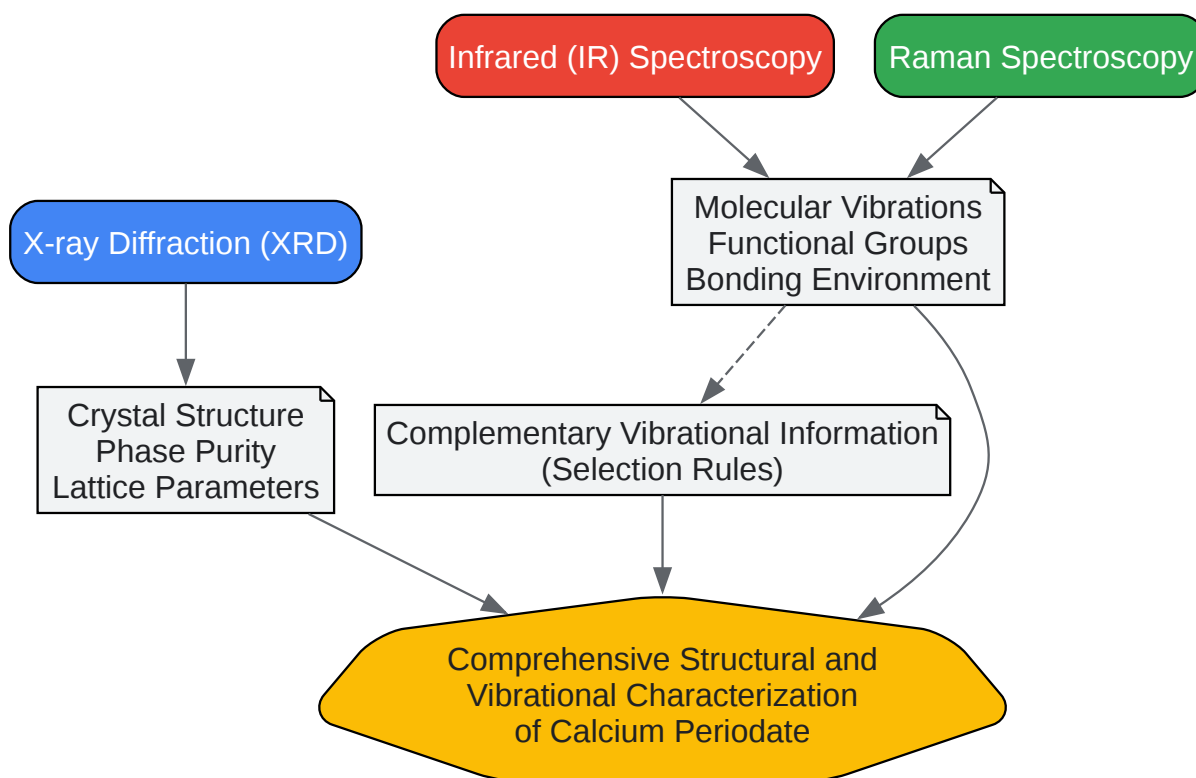 Infrared (IR) Spectroscopy
Raman Spectroscopy
Molecular Vibrations
Functional Groups
Bonding Environment
X-ray Diffraction (XRD)
Crystal Structure
Phase Purity
Lattice Parameters
Complementary Vibrational Information
(Selection Rules)
Comprehensive Structural and
Vibrational Characterization
of Calcium Periodate